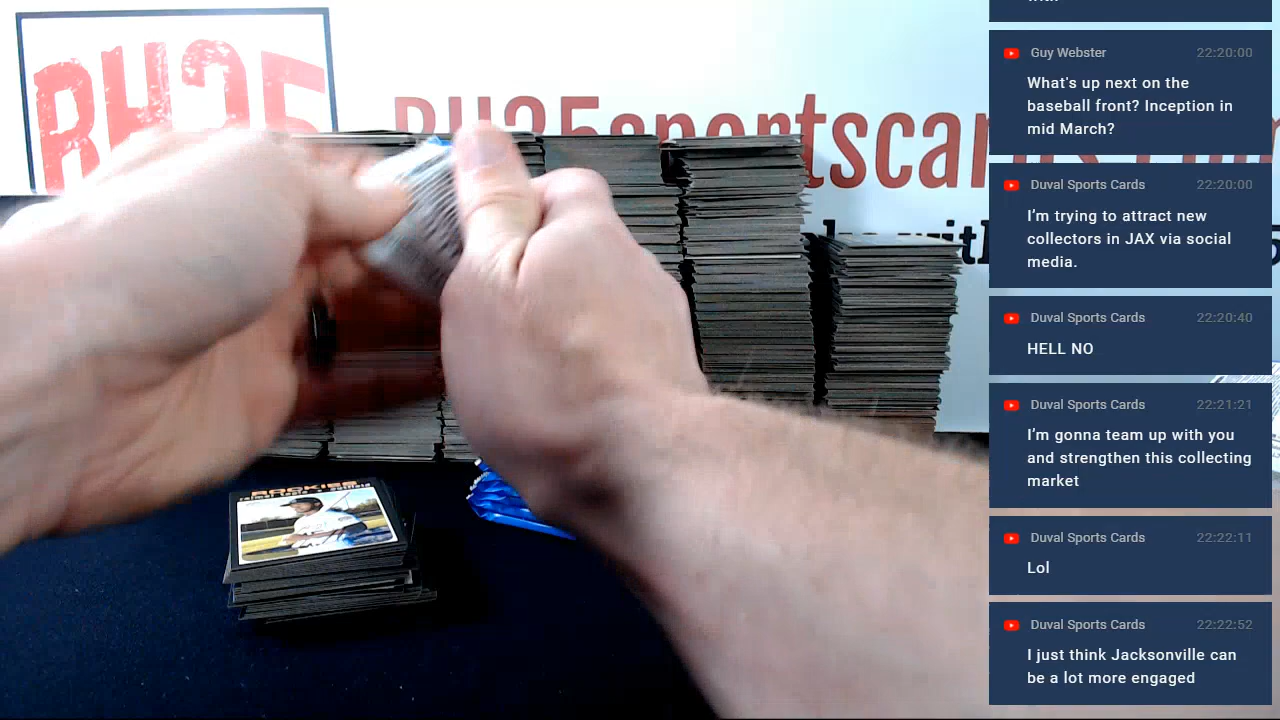 RH35
Guy Webster 22:20:00
What's up next on the
baseball front? Inception in
mid March?
Duval Sports Cards 22:20:00
I'm trying to attract new
collectors in JAX via social
media.
Duval Sports Cards 22:20:40
HELL NO
Duval Sports Cards 22:21:21
I'm gonna team up with you
and strengthen this collecting
market
Duval Sports Cards 22:22:11
Lol
Duval Sports Cards 22:22:52
I just think Jacksonville can
be a lot more engaged
ROCKIES